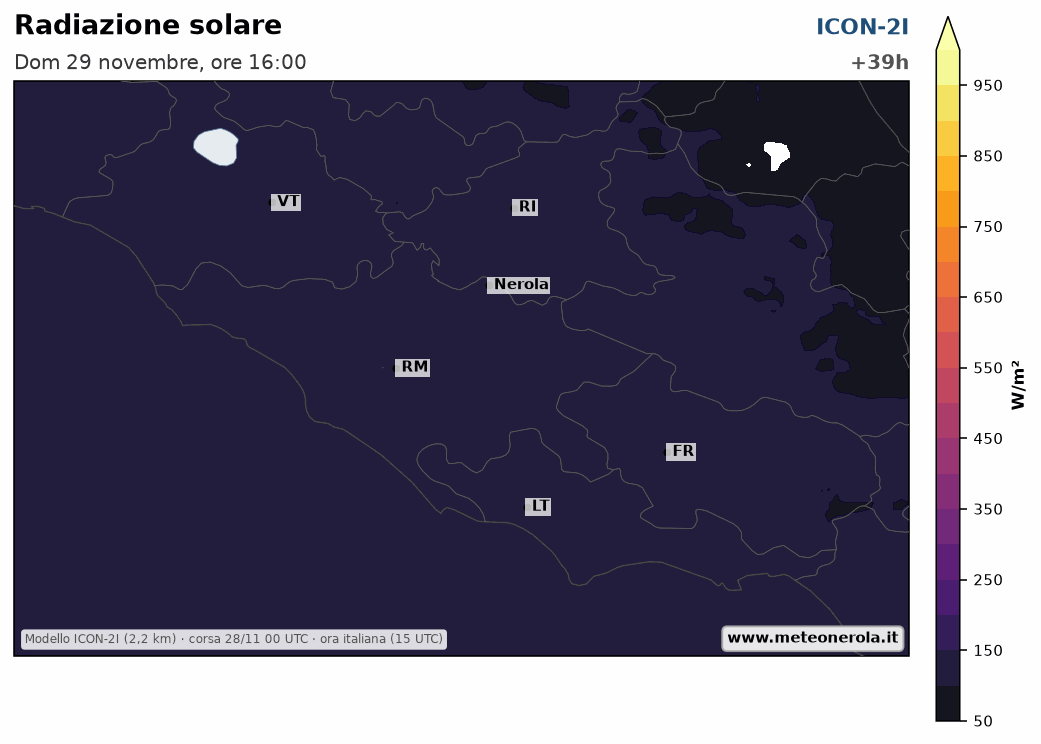 Radiazione solare
ICON-2I
Dom 29 novembre, ore 16:00
+39h
950
850
750
650
550
450
350
250
150
50
W/m²
VT
RI
Nerola
RM
FR
LT
Modello ICON-2I (2,2 km) · corsa 28/11 00 UTC · ora italiana (15 UTC)
www.meteonerola.it